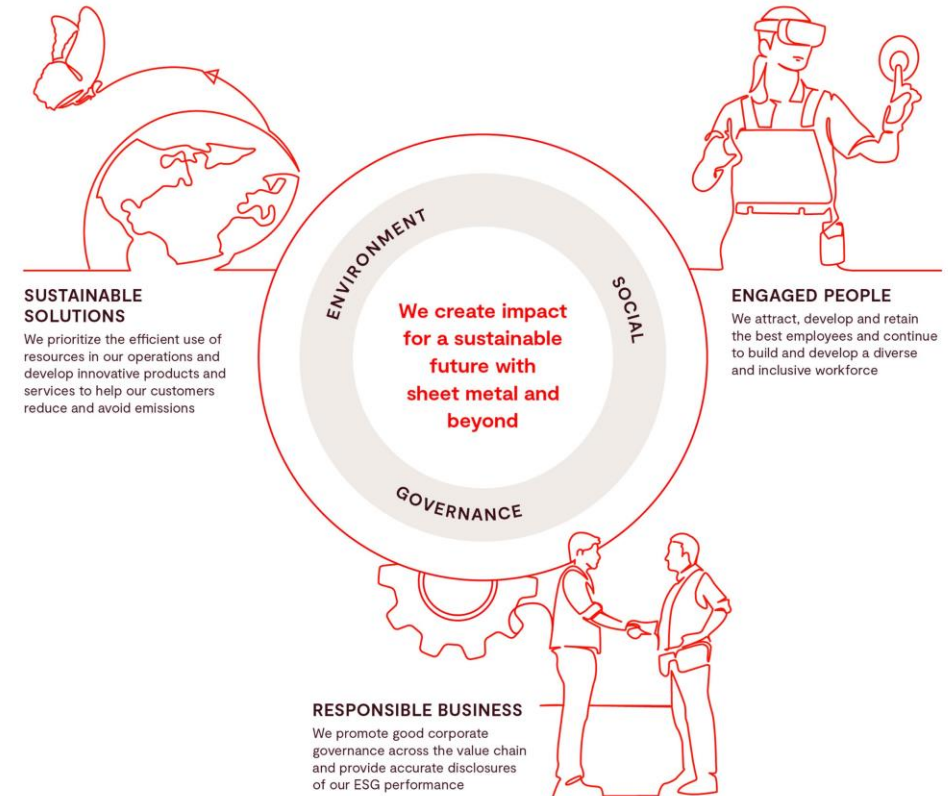 ENVIRONMENT
SOCIAL
GOVERNANCE
We create impact
for a sustainable
future with
sheet metal and
beyond
SUSTAINABLE
SOLUTIONS
We prioritize the efficient use of
resources in our operations and
develop innovative products and
services to help our customers
reduce and avoid emissions
ENGAGED PEOPLE
We attract, develop and retain
the best employees and continue
to build and develop a diverse
and inclusive workforce
RESPONSIBLE BUSINESS
We promote good corporate
governance across the value chain
and provide accurate disclosures
of our ESG performance